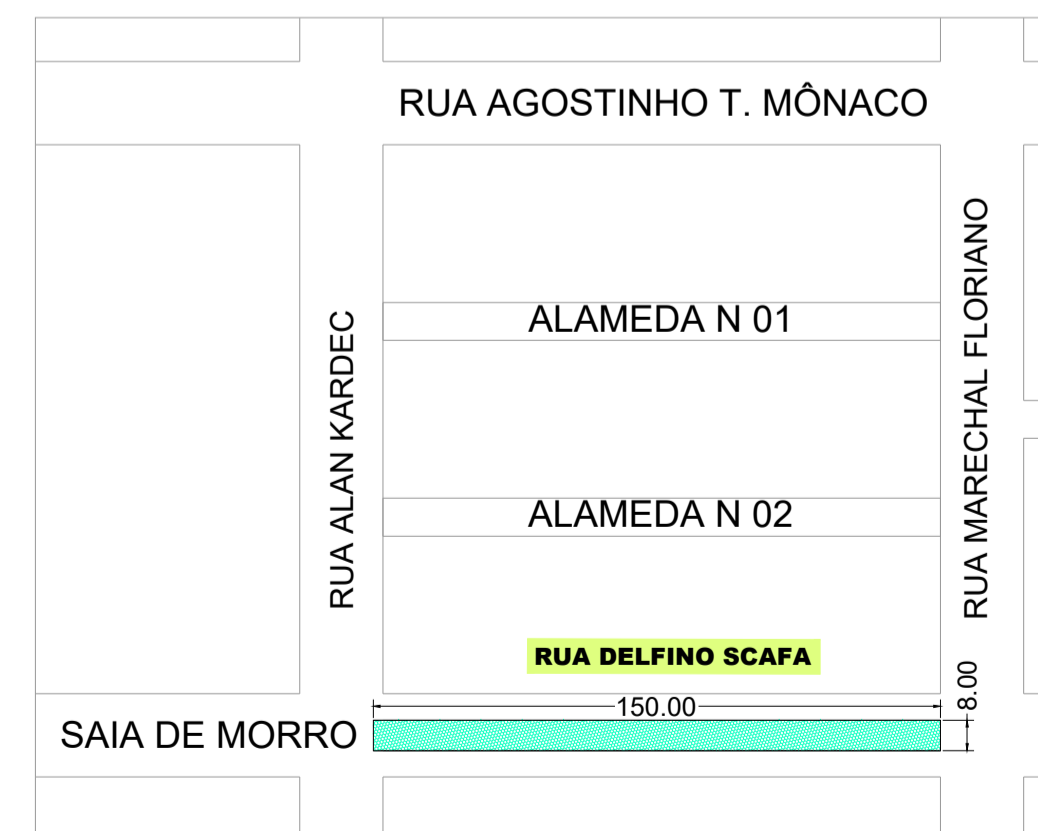 RUA AGOSTINHO T. MÔNACO
RUA ALAN KARDEC
ALAMEDA N 01
RUA MARECHAL FLORIANO
ALAMEDA N 02
RUA DELFINO SCAFA
150.00
8.00
SAIA DE MORRO